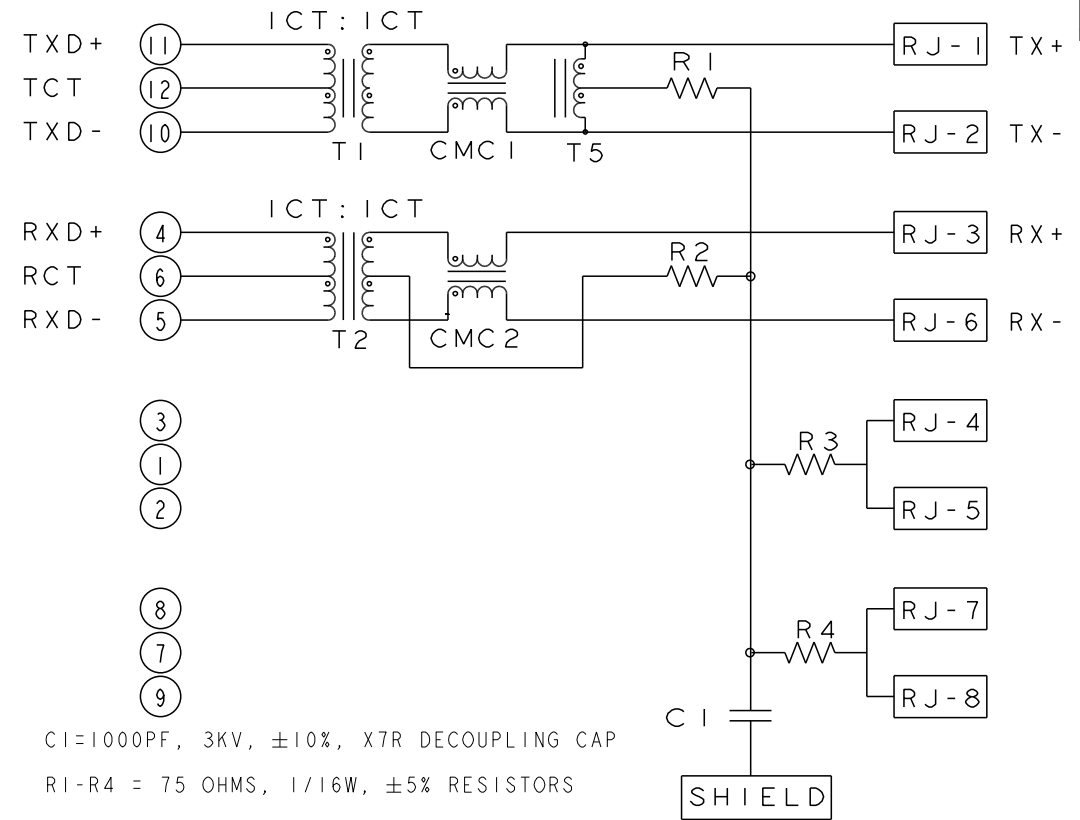 ICT: ICT
TXD+ 11 RJ-1 TX+
R1
TCT 12
TXD- 10 RJ-2 TX-
T1 CMC1 T5
ICT: ICT
RXD+ 4 RJ-3 RX+
R2
RCT 6
RXD- 5 RJ-6 RX-
T2 CMC2
3 RJ-4
R3
1
2 RJ-5
8 RJ-7
R4
7
9 RJ-8
C1
C1=1000PF, 3KV, ±10%, X7R DECOUPLING CAP
R1-R4 = 75 OHMS, 1/16W, ±5% RESISTORS
SHIELD